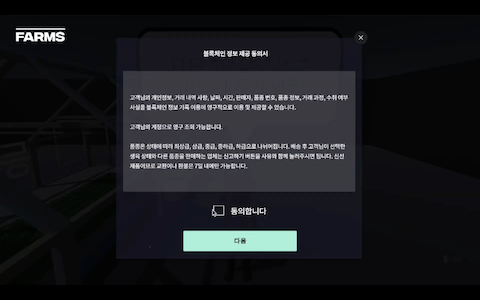 FARMS
블록체인 정보 제공 동의서
고객님의 개인정보, 거래 내역 사항, 날짜, 시간, 판매자, 품종 번호, 품종 정보, 거래 과정, 수취 여부
사실을 블록체인 정보 기록 이용에 영구적으로 이용 및 제공할 수 있습니다.
고객님의 계정으로 영구 조회 가능합니다.
품종은 상태에 따라 최상급, 상급, 중급, 중하급, 하급으로 나뉘어집니다. 배송 후 고객님이 선택한
생육 상태와 다른 품종을 판매하는 업체는 신고하기 버튼을 사유와 함께 눌러주시면 됩니다. 신선
제품이므로 교환이나 환불은 7일 내에만 가능합니다.
동의합니다
다음